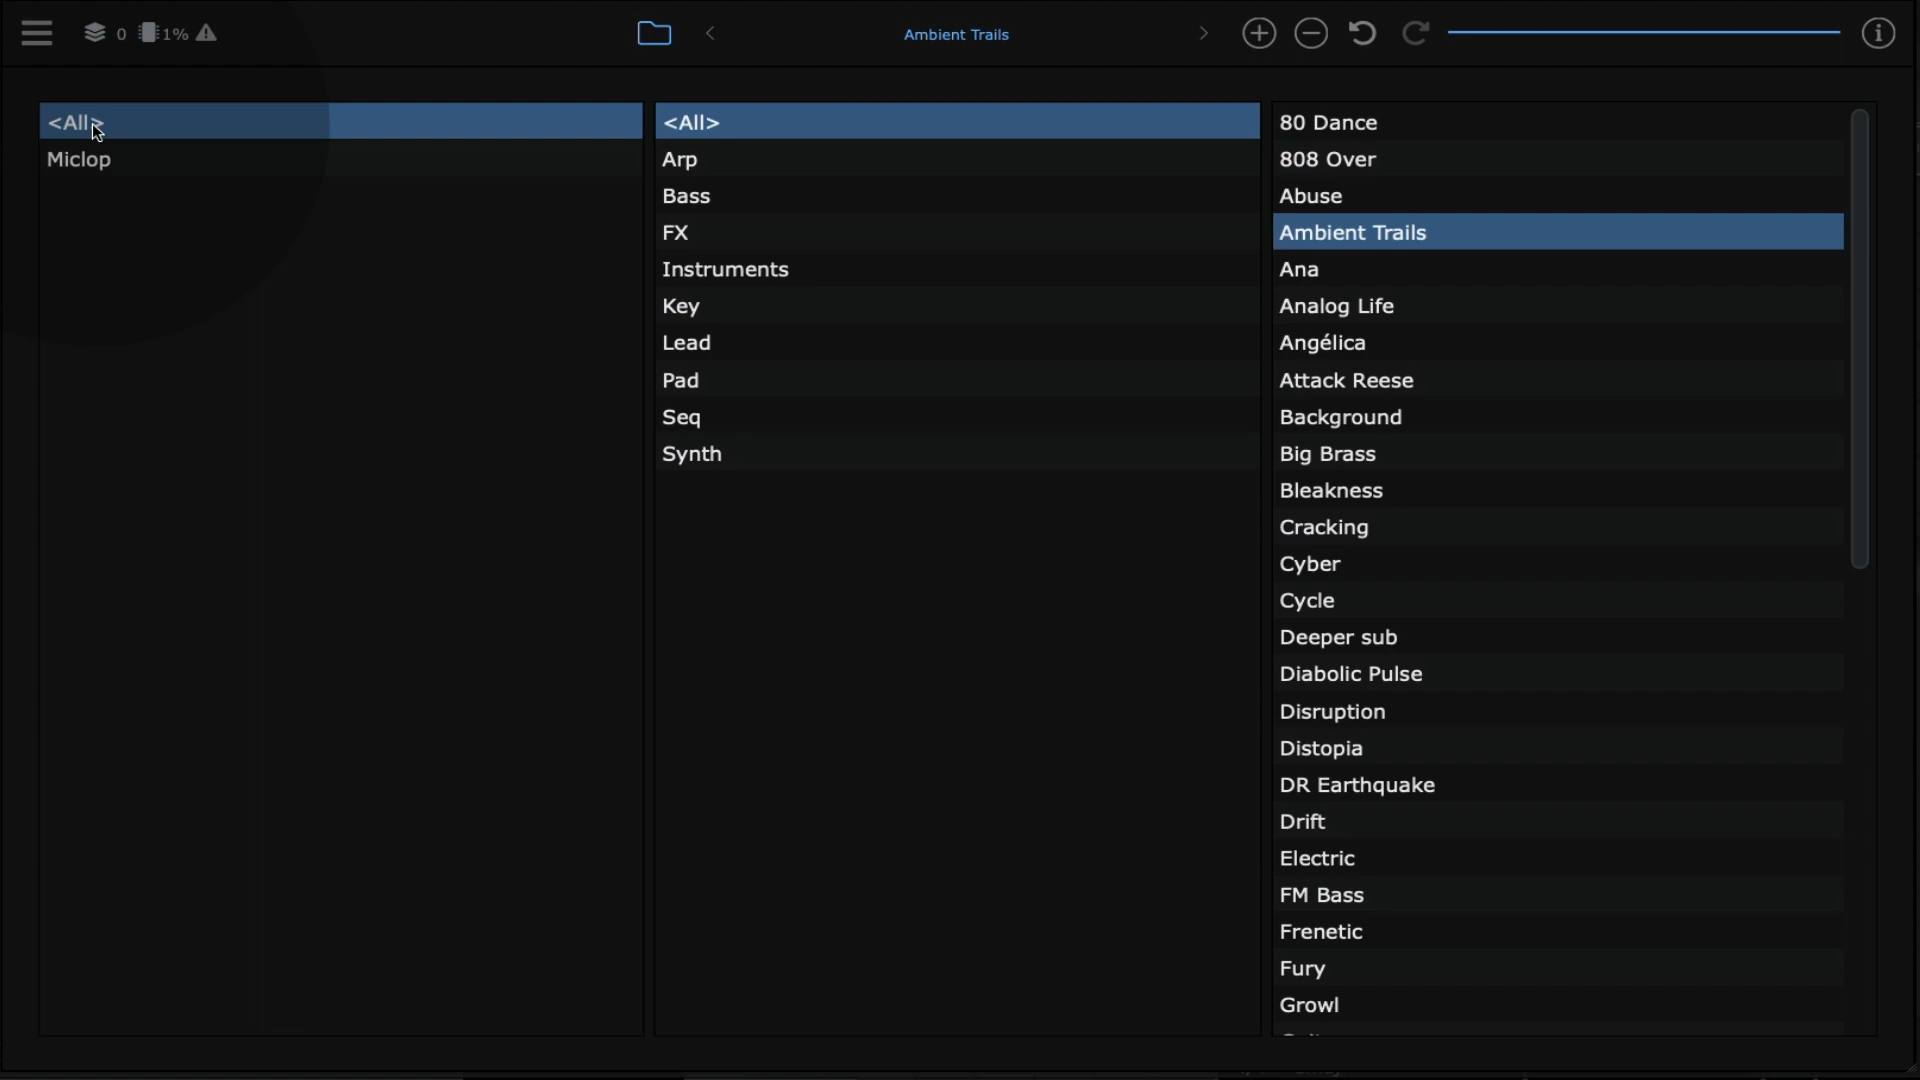 0 1% Ambient Trails
<All>
Miclop
<All>
Arp
Bass
FX
Instruments
Key
Lead
Pad
Seq
Synth
80 Dance
808 Over
Abuse
Ambient Trails
Ana
Analog Life
Angélica
Attack Reese
Background
Big Brass
Bleakness
Cracking
Cyber
Cycle
Deeper sub
Diabolic Pulse
Disruption
Distopia
DR Earthquake
Drift
Electric
FM Bass
Frenetic
Fury
Growl